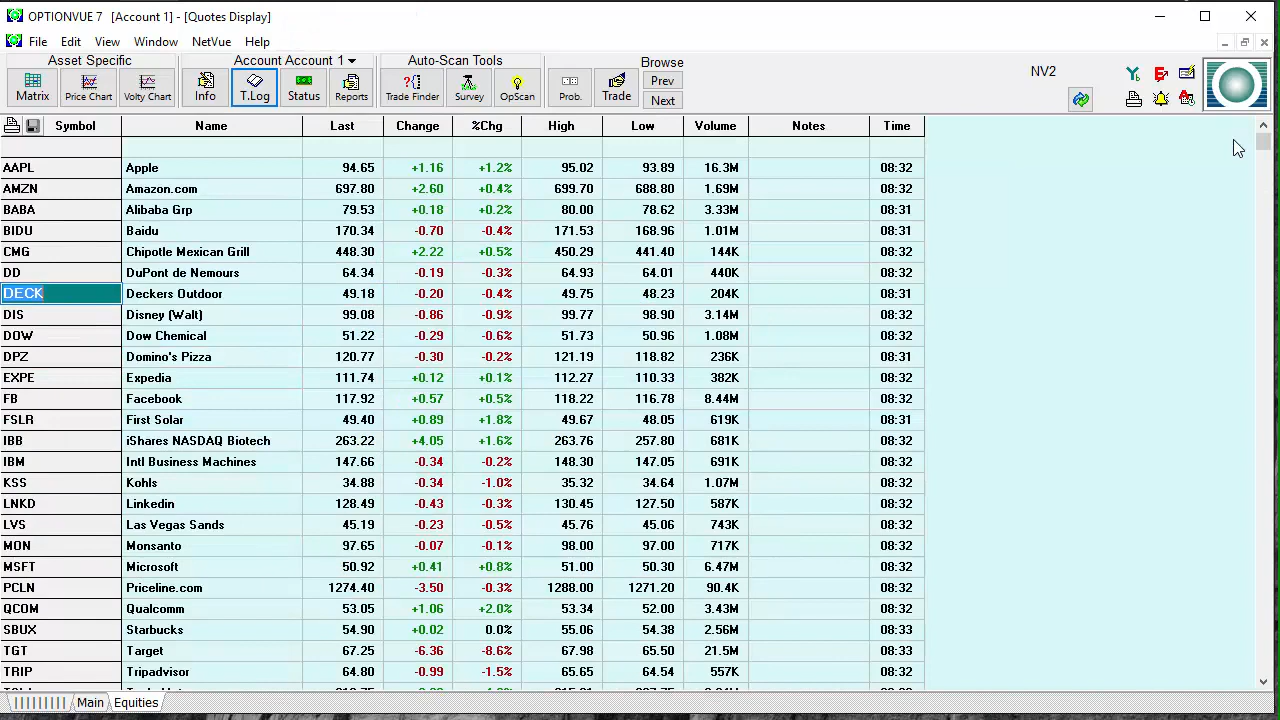 OPTIONVUE 7 [Account 1] - [Quotes Display]
File Edit View Window NetVue Help
Asset Specific Account Account 1 Auto-Scan Tools Browse
Matrix Price Chart Volty Chart Info T.Log Status Reports Trade Finder Survey OpScan Prob. Trade Prev Next NV2
Symbol Name Last Change %Chg High Low Volume Notes Time
AAPL Apple 94.65 +1.16 +1.2% 95.02 93.89 16.3M 08:32
AMZN Amazon.com 697.80 +2.60 +0.4% 699.70 688.80 1.69M 08:32
BABA Alibaba Grp 79.53 +0.18 +0.2% 80.00 78.62 3.33M 08:31
BIDU Baidu 170.34 -0.70 -0.4% 171.53 168.96 1.01M 08:31
CMG Chipotle Mexican Grill 448.30 +2.22 +0.5% 450.29 441.40 144K 08:32
DD DuPont de Nemours 64.34 -0.19 -0.3% 64.93 64.01 440K 08:32
DECK Deckers Outdoor 49.18 -0.20 -0.4% 49.75 48.23 204K 08:31
DIS Disney (Walt) 99.08 -0.86 -0.9% 99.77 98.90 3.14M 08:32
DOW Dow Chemical 51.22 -0.29 -0.6% 51.73 50.96 1.08M 08:32
DPZ Domino's Pizza 120.77 -0.30 -0.2% 121.19 118.82 236K 08:31
EXPE Expedia 111.74 +0.12 +0.1% 112.27 110.33 382K 08:32
FB Facebook 117.92 +0.57 +0.5% 118.22 116.78 8.44M 08:32
FSLR First Solar 49.40 +0.89 +1.8% 49.67 48.05 619K 08:31
IBB iShares NASDAQ Biotech 263.22 +4.05 +1.6% 263.76 257.80 681K 08:32
IBM Intl Business Machines 147.66 -0.34 -0.2% 148.30 147.05 691K 08:32
KSS Kohls 34.88 -0.34 -1.0% 35.32 34.64 1.07M 08:32
LNKD Linkedin 128.49 -0.43 -0.3% 130.45 127.50 587K 08:32
LVS Las Vegas Sands 45.19 -0.23 -0.5% 45.76 45.06 743K 08:32
MON Monsanto 97.65 -0.07 -0.1% 98.00 97.00 717K 08:32
MSFT Microsoft 50.92 +0.41 +0.8% 51.00 50.30 6.47M 08:32
PCLN Priceline.com 1274.40 -3.50 -0.3% 1288.00 1271.20 90.4K 08:32
QCOM Qualcomm 53.05 +1.06 +2.0% 53.34 52.00 3.43M 08:32
SBUX Starbucks 54.90 +0.02 0.0% 55.06 54.38 2.56M 08:33
TGT Target 67.25 -6.36 -8.6% 67.98 65.50 21.5M 08:33
TRIP Tripadvisor 64.80 -0.99 -1.5% 65.65 64.54 557K 08:32
Main Equities